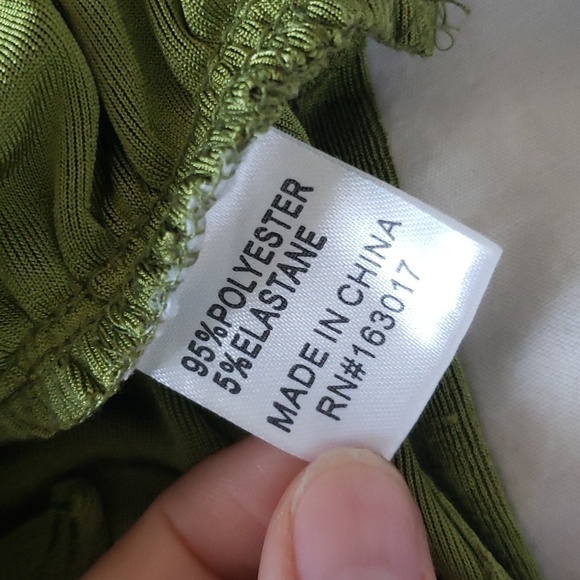 95%POLYESTER
5%ELASTANE
MADE IN CHINA
RN#163017